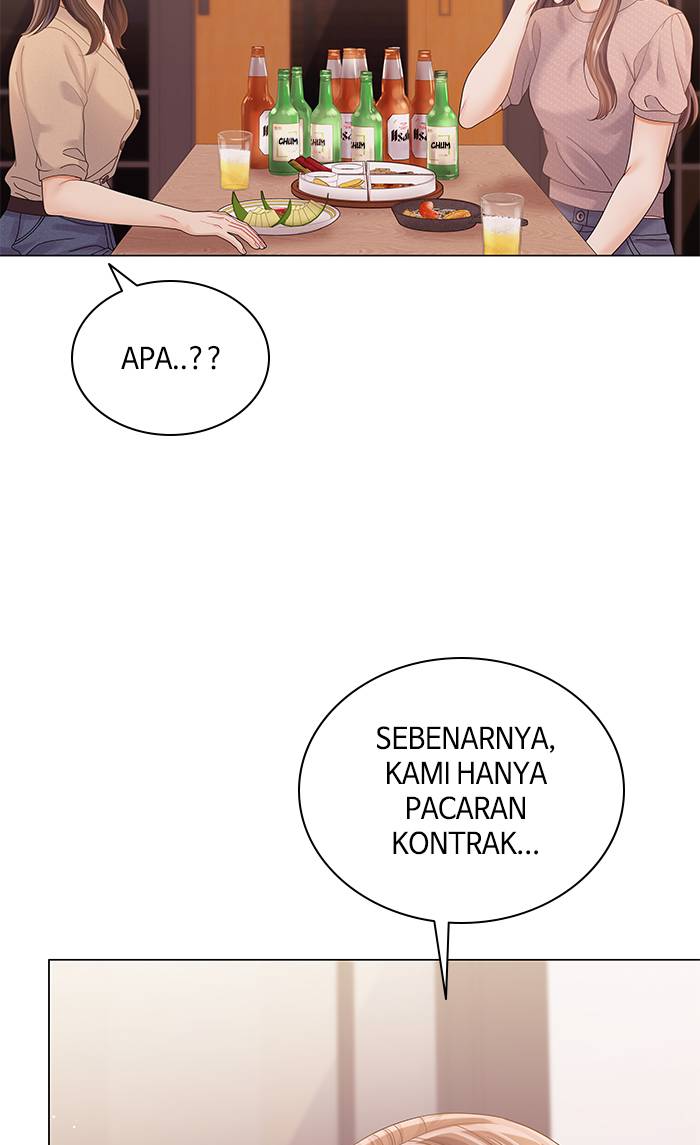 CHUM
CHUM
CHUM
CHUM
APA..??
SEBENARNYA,
KAMI HANYA
PACARAN
KONTRAK...